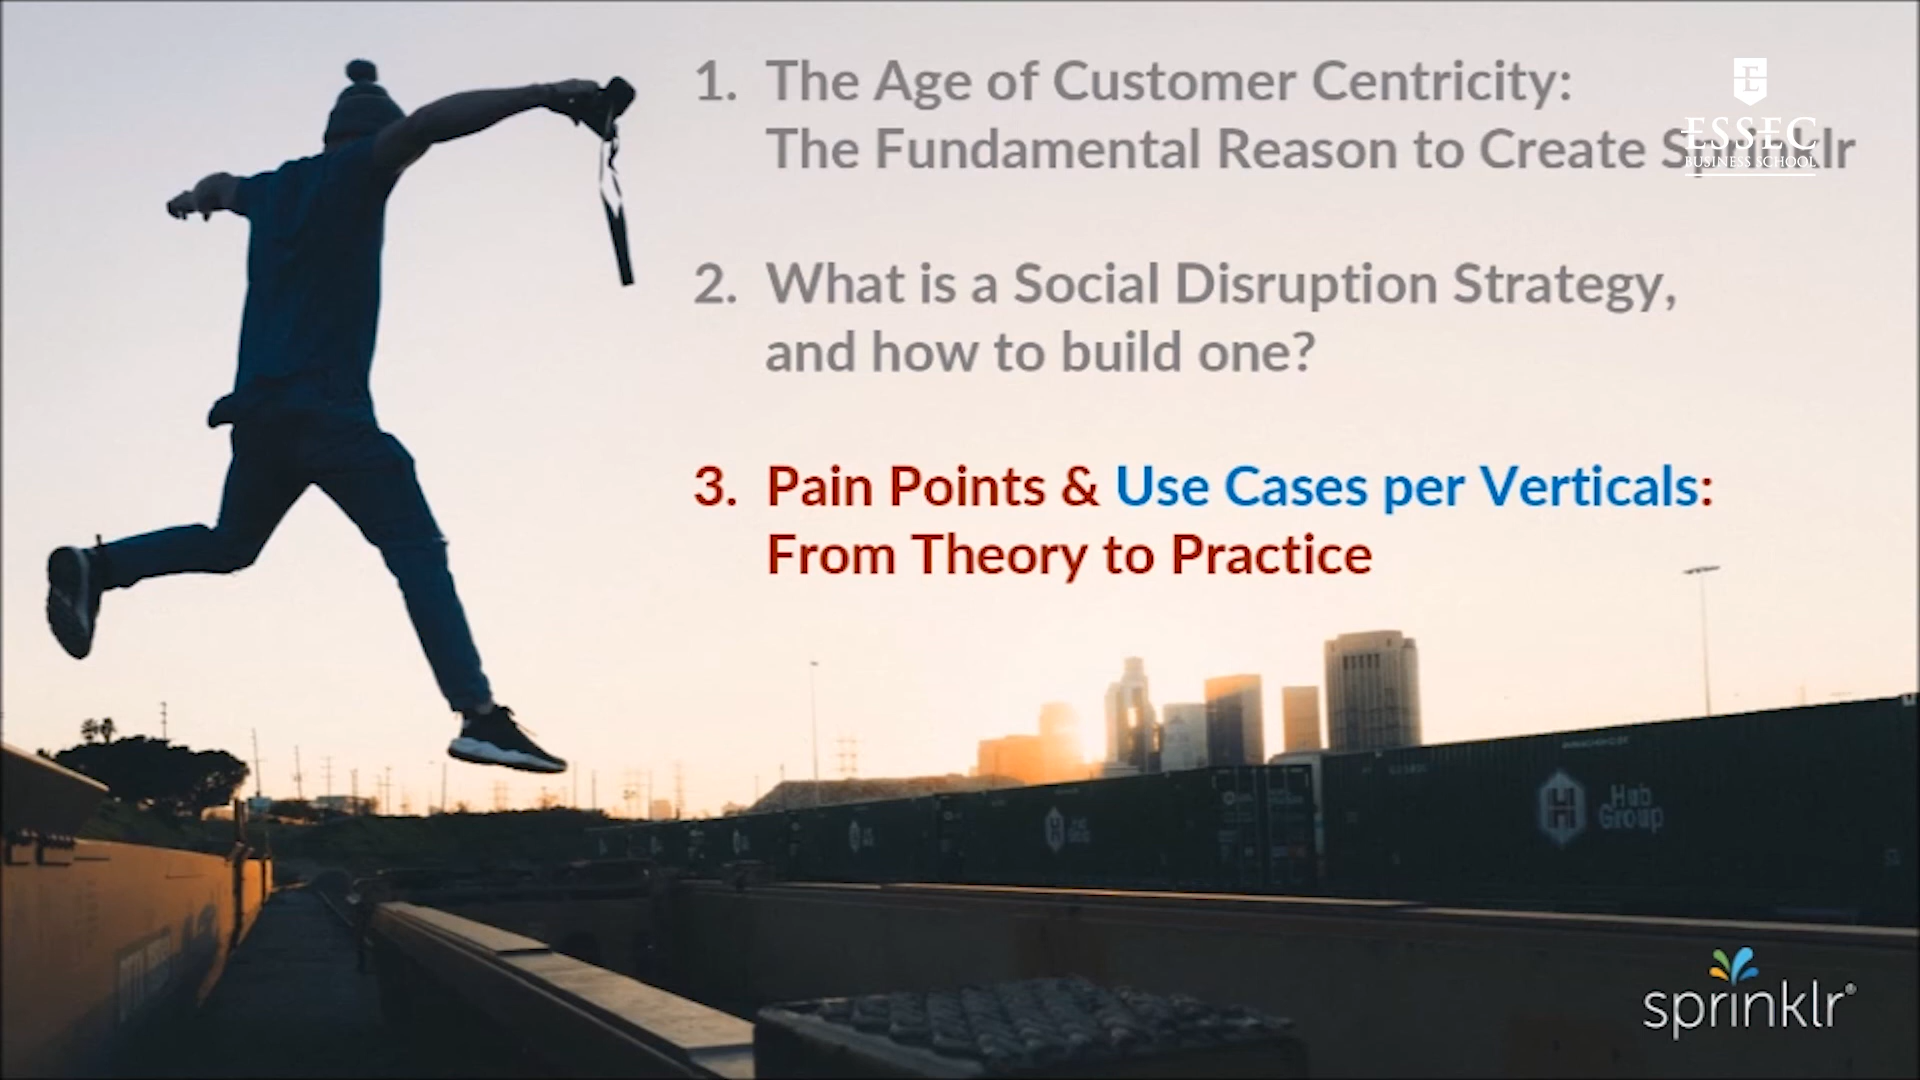 1. The Age of Customer Centricity:
The Fundamental Reason to Create Sprinklr
E
ESSEC
BUSINESS SCHOOL
2. What is a Social Disruption Strategy,
and how to build one?
3. Pain Points & Use Cases per Verticals:
From Theory to Practice
Hub
Group
sprinklr®